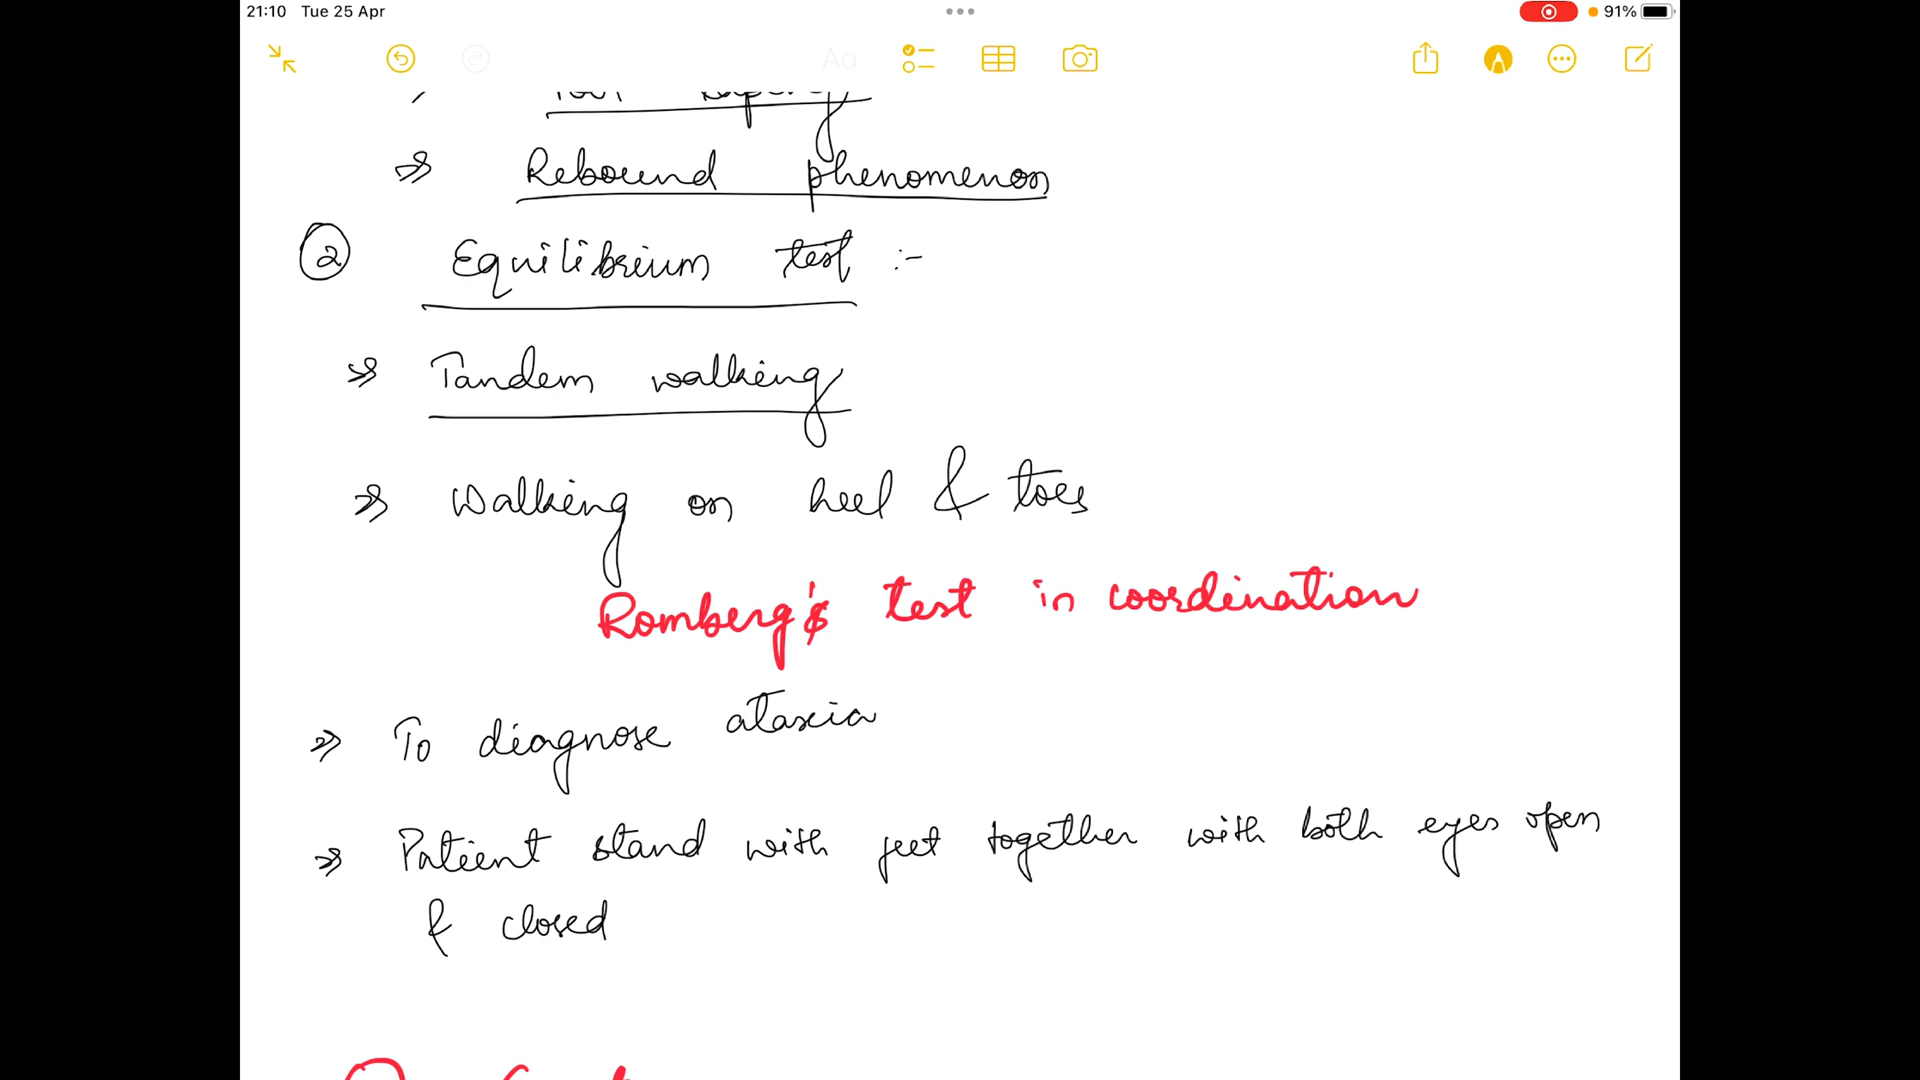 21:10 Tue 25 Apr
91%
Aa
⇒ Rebound phenomenon
② Equilibrium test :-
⇒ Tandem walking
⇒ Walking on heel & toes
Romberg's test in coordination
⇒ To diagnose ataxia
⇒ Patient stand with feet together with both eyes open
& closed